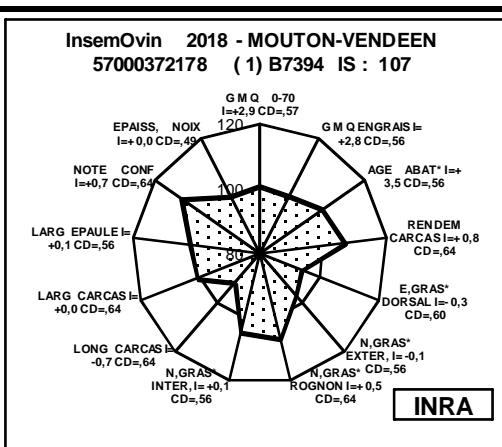 InsemOvin 2018 - MOUTON-VENDEEN
57000372178 ( 1) B7394 IS : 107
G M Q 0-70
I=+2,9 CD=,57
G M Q ENGRAIS I=
+2,8 CD=,56
AGE ABAT* I=+
3,5 CD=,56
RENDEM
CARCAS I=+ 0,8
CD=,64
E,GRAS*
DORSAL I=- 0,3
CD=,60
N,GRAS*
EXTER, I= -0,1
CD=,56
N,GRAS*
ROGNON I=+ 0,5
CD=,64
N,GRAS*
INTER, I= +0,1
CD=,56
LONG CARCAS I=
-0,7 CD=,64
LARG CARCAS I=
+0,0 CD=,64
LARG EPAULE I=
+0,1 CD=,56
NOTE CONF
I=+0,7 CD=,64
EPAISS, NOIX
I=+ 0,0 CD=,49
120
100
80
INRA